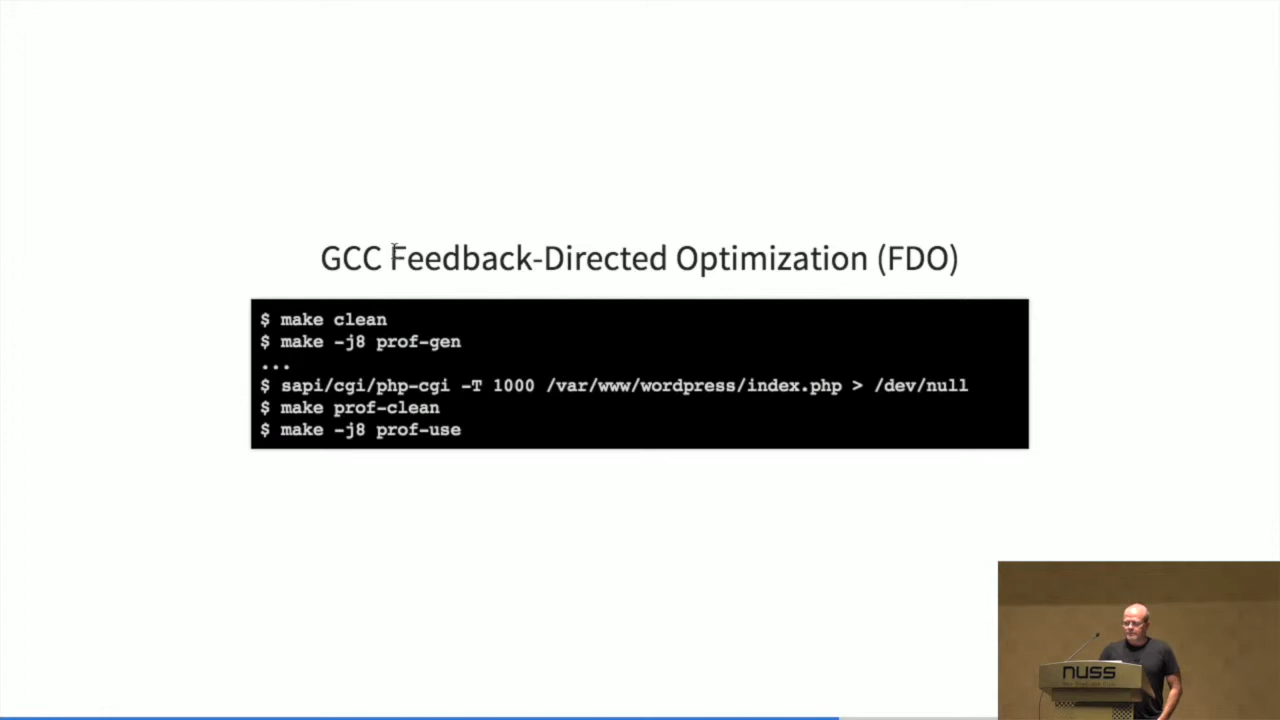 GCC Feedback-Directed Optimization (FDO)
$ make clean
$ make -j8 prof-gen
...
$ sapi/cgi/php-cgi -T 1000 /var/www/wordpress/index.php > /dev/null
$ make prof-clean
$ make -j8 prof-use
nuss